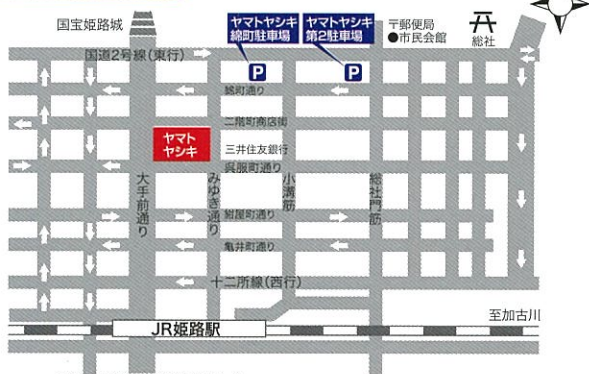 国宝姫路城
ヤマトヤシキ
綿町駐車場
ヤマトヤシキ
第2駐車場
〒郵便局
●市民会館
総社
国道2号線(東行)
P
P
綿町通り
二階町商店街
ヤマト
ヤシキ
三井住友銀行
呉服町通り
大手前通り
みゆき通り
小溝筋
総社門筋
紺屋町通り
亀井町通り
十二所線(西行)
至加古川
JR姫路駅